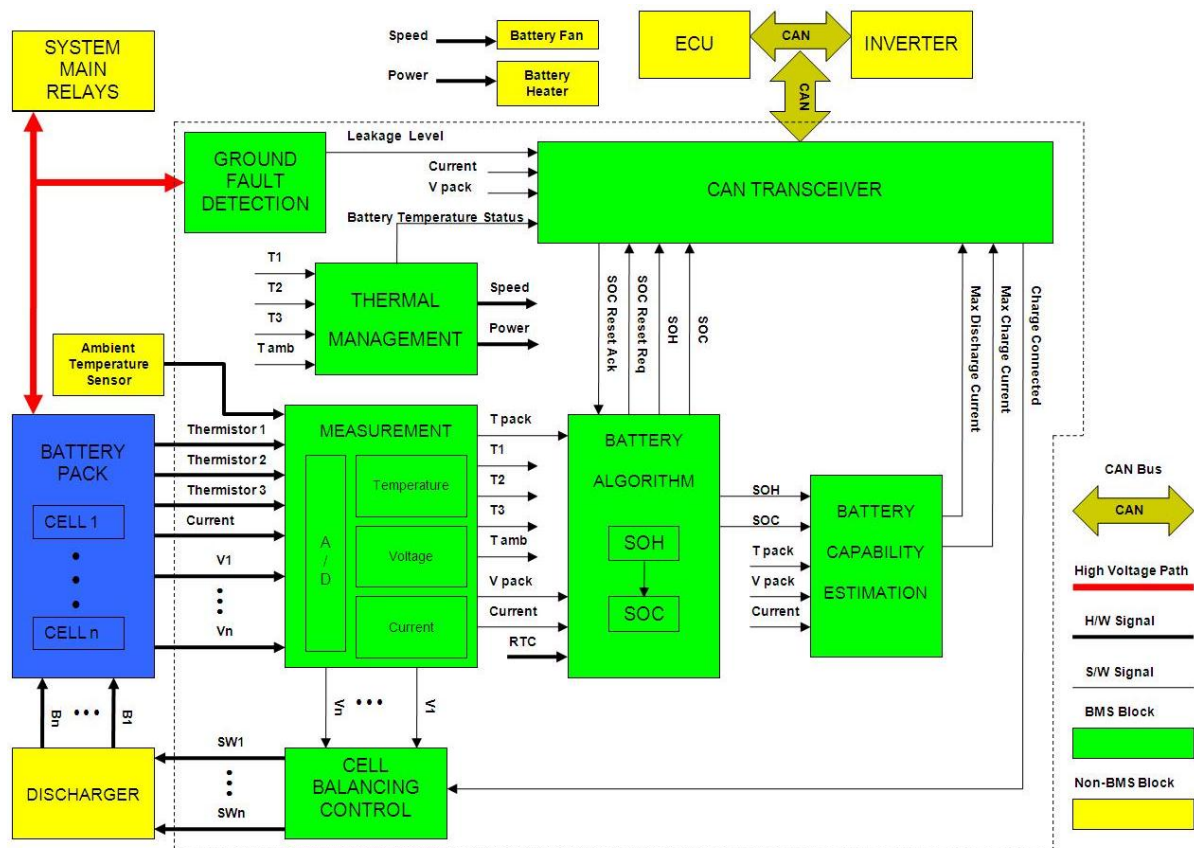 SYSTEM
MAIN
RELAYS
Speed
Battery Fan
Power
Battery
Heater
ECU
CAN
INVERTER
CAN
GROUND
FAULT
DETECTION
Leakage Level
Current
V pack
Battery Temperature Status
CAN TRANSCEIVER
T1
T2
T3
T amb
THERMAL
MANAGEMENT
Speed
Power
SOC Reset Ack
SOC Reset Req
SOH
SOC
Max Discharge Current
Max Charge Current
Charge Connected
Ambient
Temperature
Sensor
BATTERY
PACK
CELL 1
CELL n
Thermistor 1
Thermistor 2
Thermistor 3
Current
V1
Vn
MEASUREMENT
A/D
Temperature
Voltage
Current
T pack
T1
T2
T3
T amb
V pack
Current
RTC
BATTERY
ALGORITHM
SOH
SOC
SOH
SOC
T pack
V pack
Current
BATTERY
CAPABILITY
ESTIMATION
Bn
B1
Vn
V1
DISCHARGER
SW1
SWn
CELL
BALANCING
CONTROL
CAN Bus
CAN
High Voltage Path
H/W Signal
S/W Signal
BMS Block
Non-BMS Block